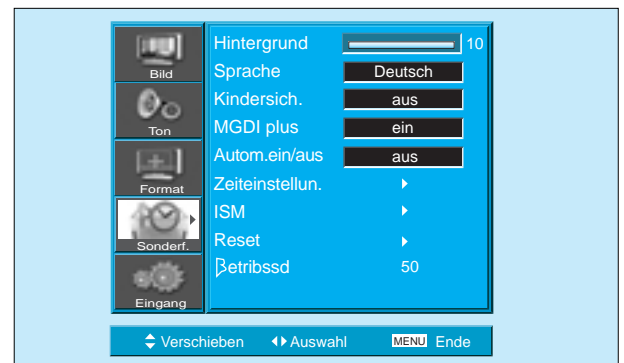 Bild
Ton
Format
Sonderf.
Eingang
Hintergrund 10
Sprache Deutsch
Kindersich. aus
MGDI plus ein
Autom.ein/aus aus
Zeiteinstellun.
ISM
Reset
βetribssd 50
Verschieben Auswahl MENU Ende